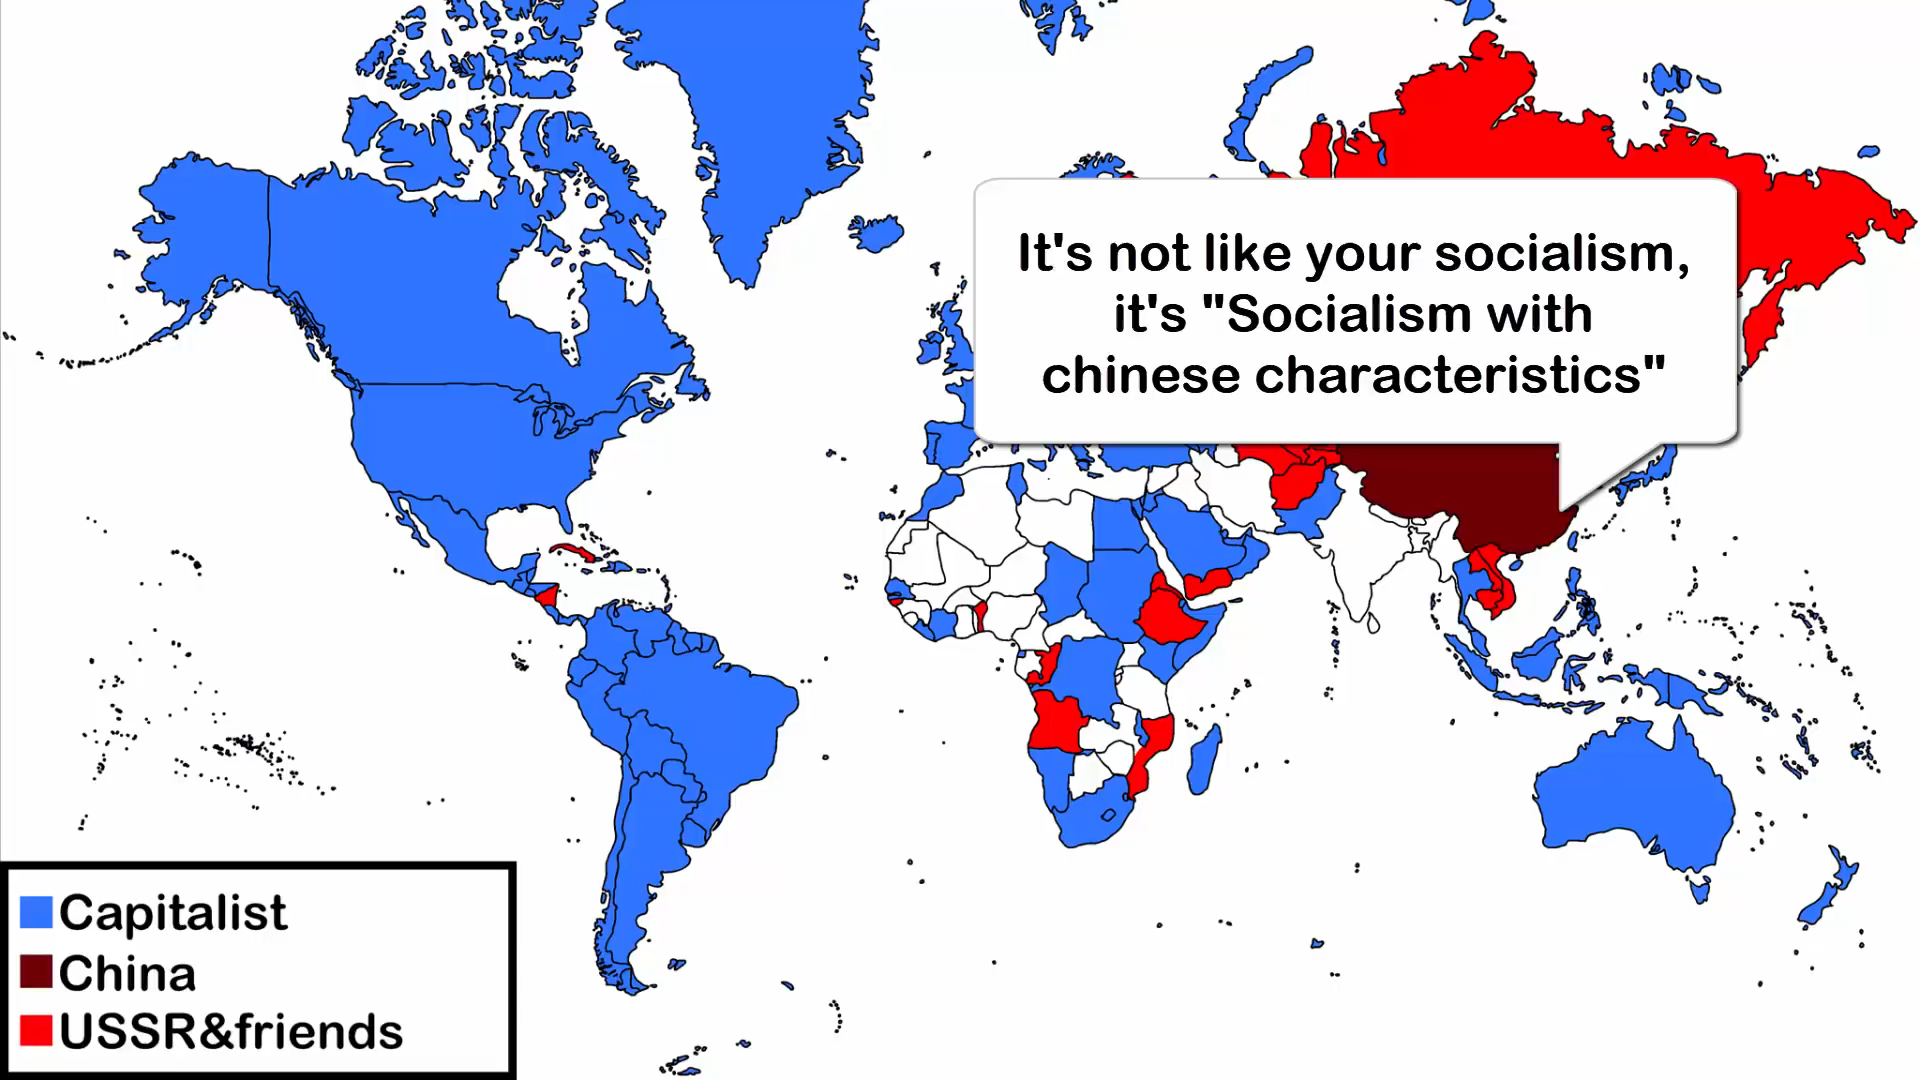 It's not like your socialism,
it's "Socialism with
chinese characteristics"
Capitalist
China
USSR&friends